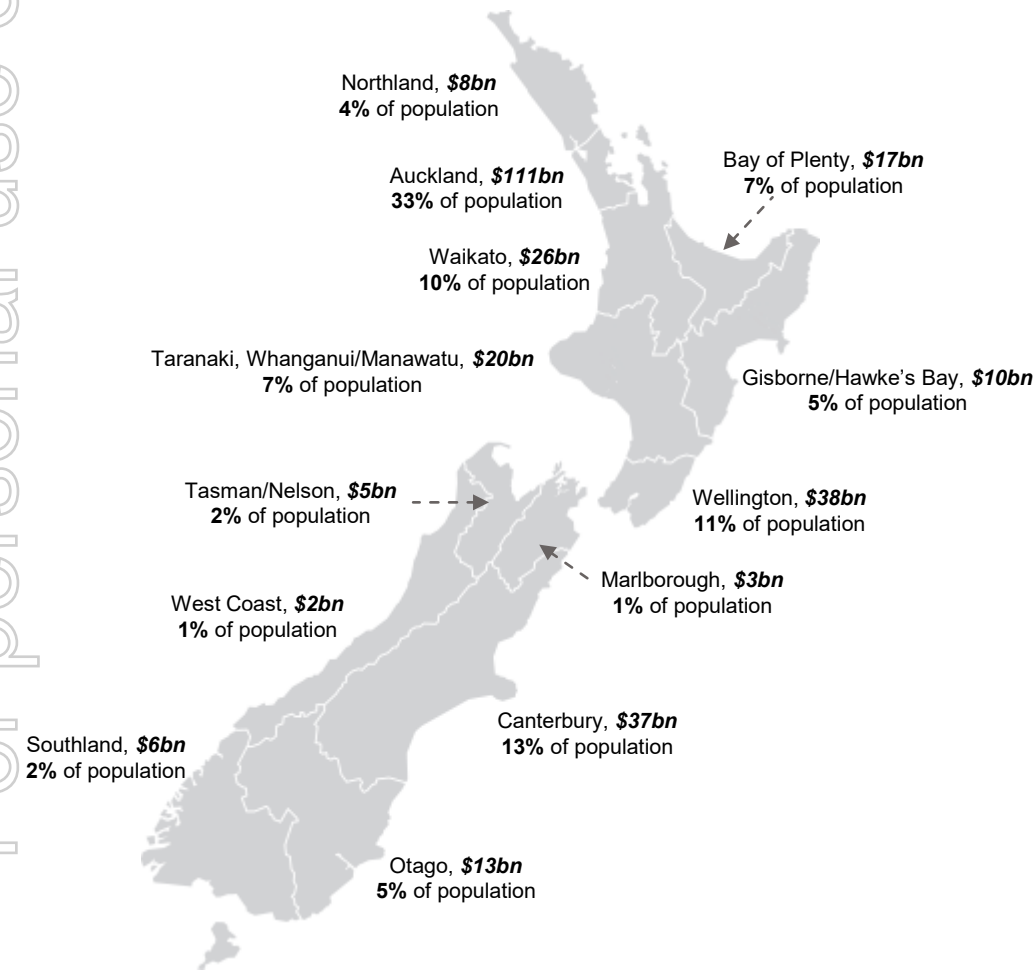 Northland, $8bn
4% of population
Auckland, $111bn
33% of population
Bay of Plenty, $17bn
7% of population
Waikato, $26bn
10% of population
Taranaki, Whanganui/Manawatu, $20bn
7% of population
Gisborne/Hawke's Bay, $10bn
5% of population
Tasman/Nelson, $5bn
2% of population
Wellington, $38bn
11% of population
Marlborough, $3bn
1% of population
West Coast, $2bn
1% of population
Canterbury, $37bn
13% of population
Southland, $6bn
2% of population
Otago, $13bn
5% of population
personal